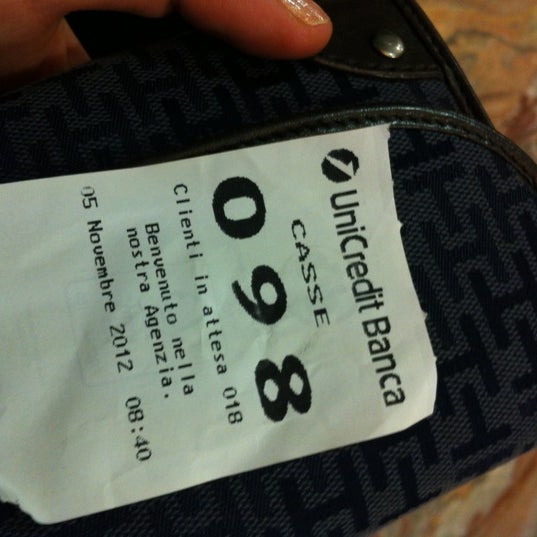 UniCredit Banca
CASSE
098
Clienti in attesa 018
Benvenuto nella
nostra Agenzia.
05 Novembre 2012 08:40